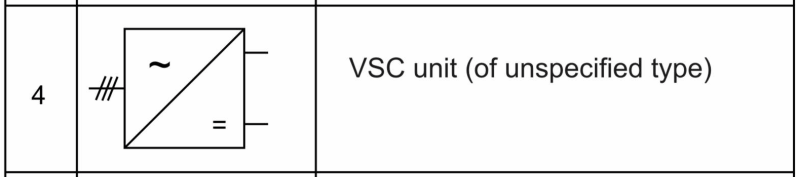 4
~
=
VSC unit (of unspecified type)